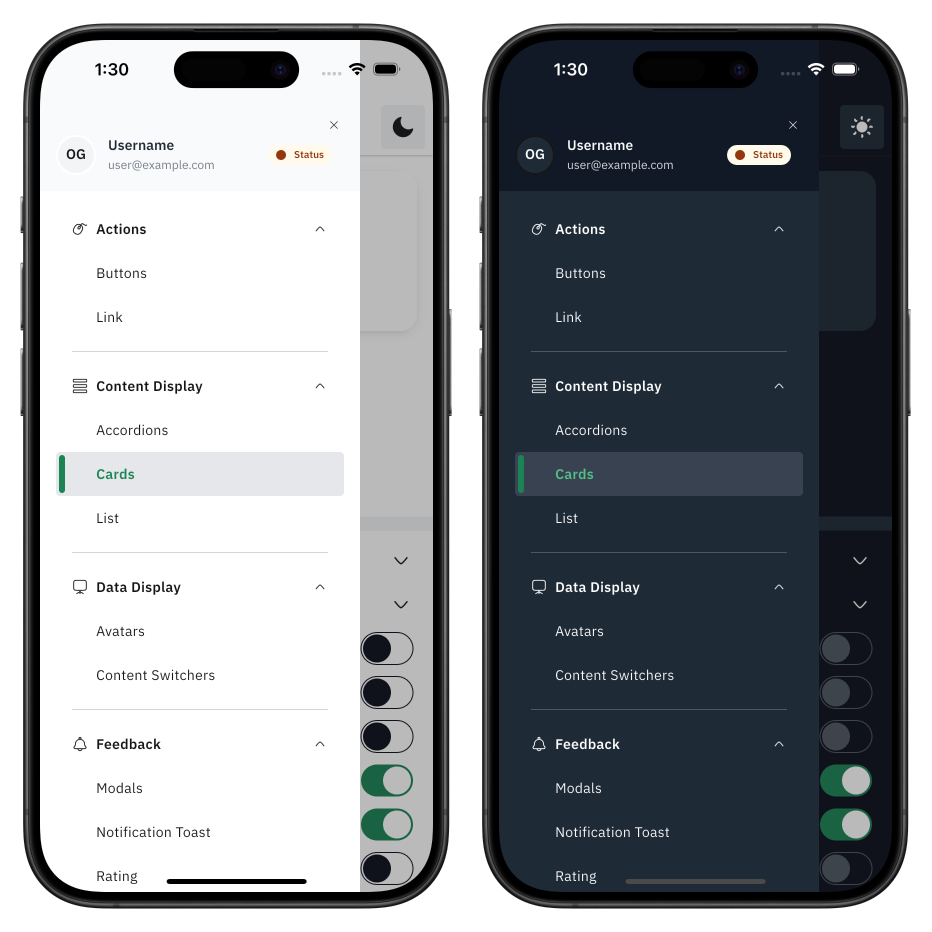 1:30
OG
Username
user@example.com
Status
Actions
Buttons
Link
Content Display
Accordions
Cards
List
Data Display
Avatars
Content Switchers
Feedback
Modals
Notification Toast
Rating
1:30
OG
Username
user@example.com
Status
Actions
Buttons
Link
Content Display
Accordions
Cards
List
Data Display
Avatars
Content Switchers
Feedback
Modals
Notification Toast
Rating